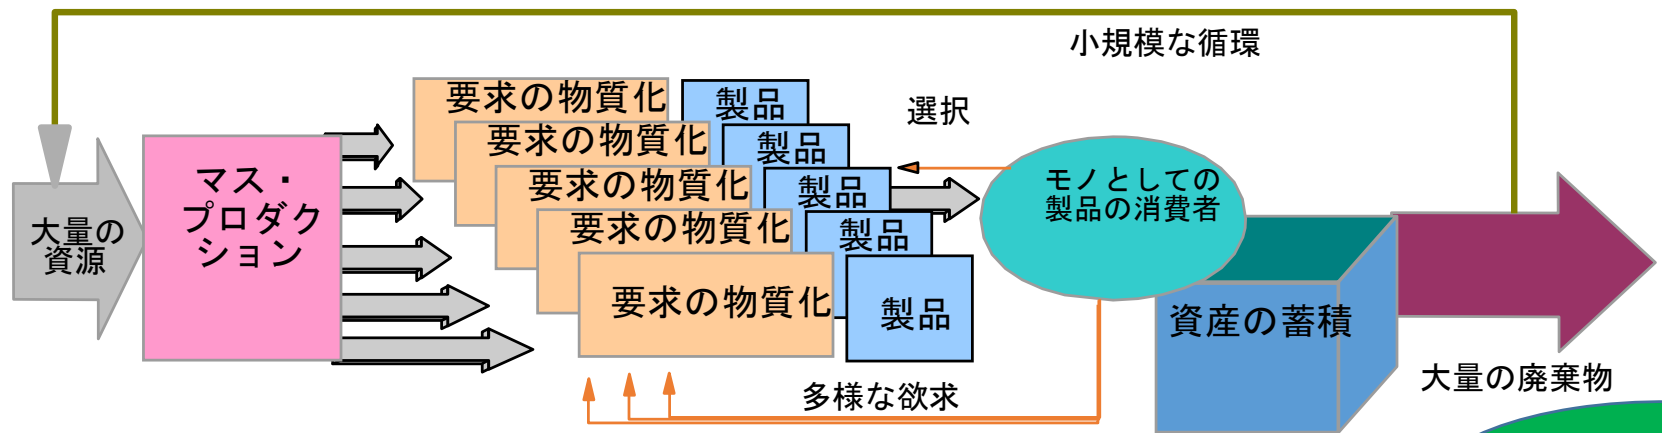 小規模な循環
大量の
資源
マス・
プロダク
ション
要求の物質化
製品
要求の物質化
製品
要求の物質化
製品
要求の物質化
製品
要求の物質化
製品
選択
モノとしての
製品の消費者
資産の蓄積
多様な欲求
大量の廃棄物